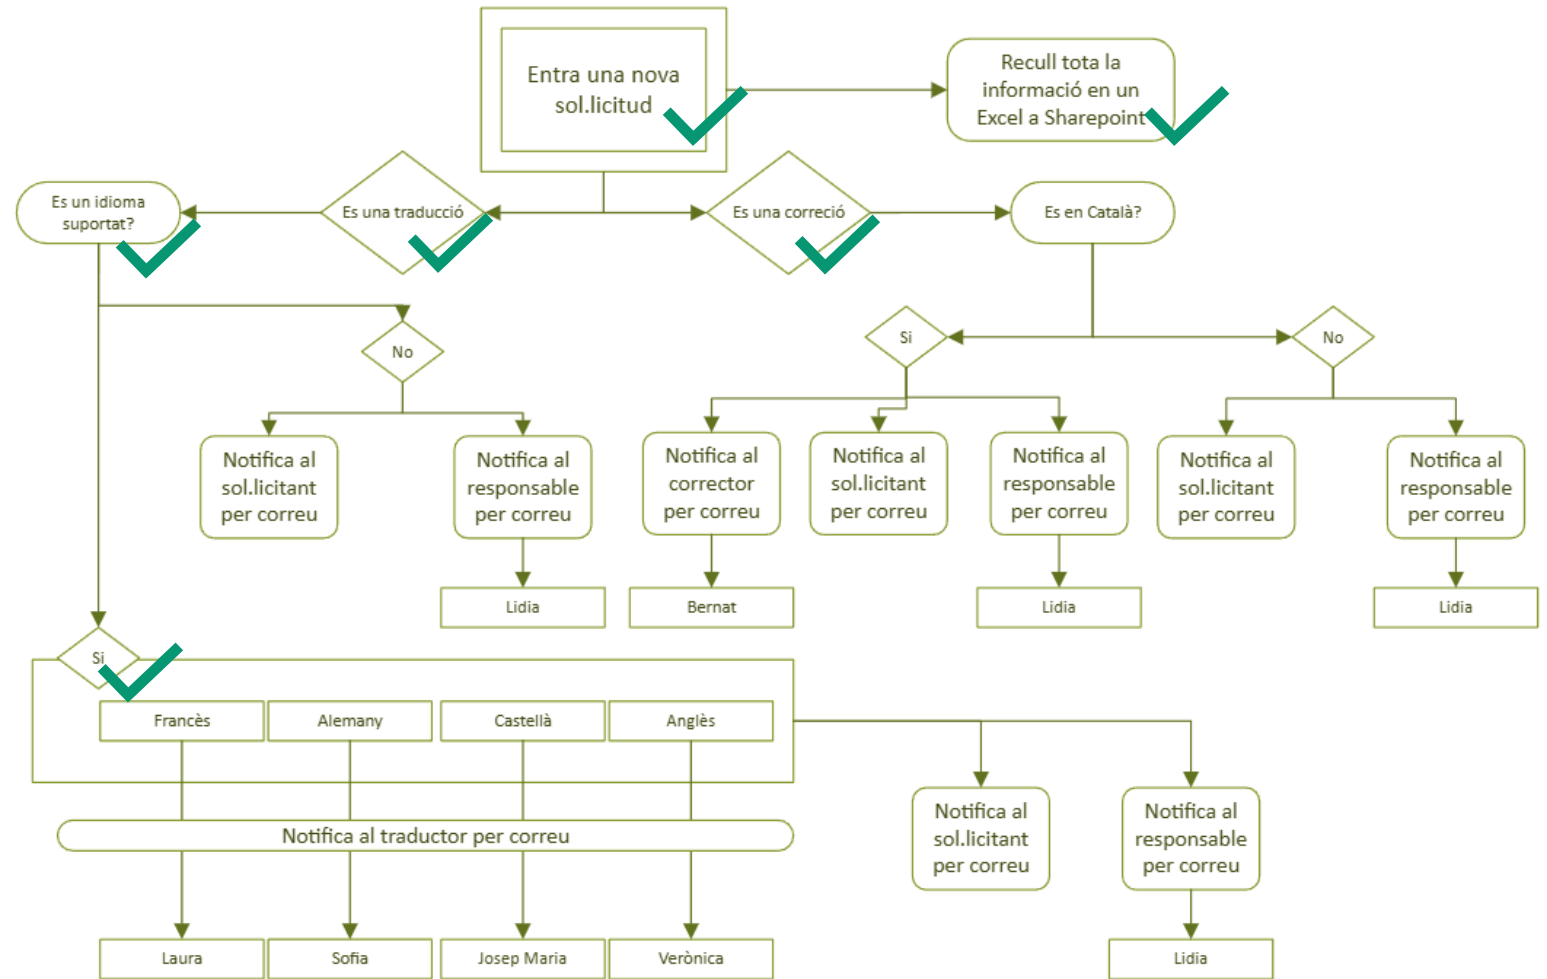 Entra una nova
sol.licitud
Recull tota la
informació en un
Excel a Sharepoint
Es un idioma
suportat?
Es una traducció
Es una correció
Es en Català?
No
Si
No
Notifica al
sol.licitant
per correu
Notifica al
responsable
per correu
Notifica al
corrector
per correu
Notifica al
sol.licitant
per correu
Notifica al
responsable
per correu
Notifica al
sol.licitant
per correu
Notifica al
responsable
per correu
Lidia
Bernat
Lidia
Lidia
Si
Francès
Alemany
Castellà
Anglès
Notifica al traductor per correu
Notifica al
sol.licitant
per correu
Notifica al
responsable
per correu
Laura
Sofia
Josep Maria
Verònica
Lidia